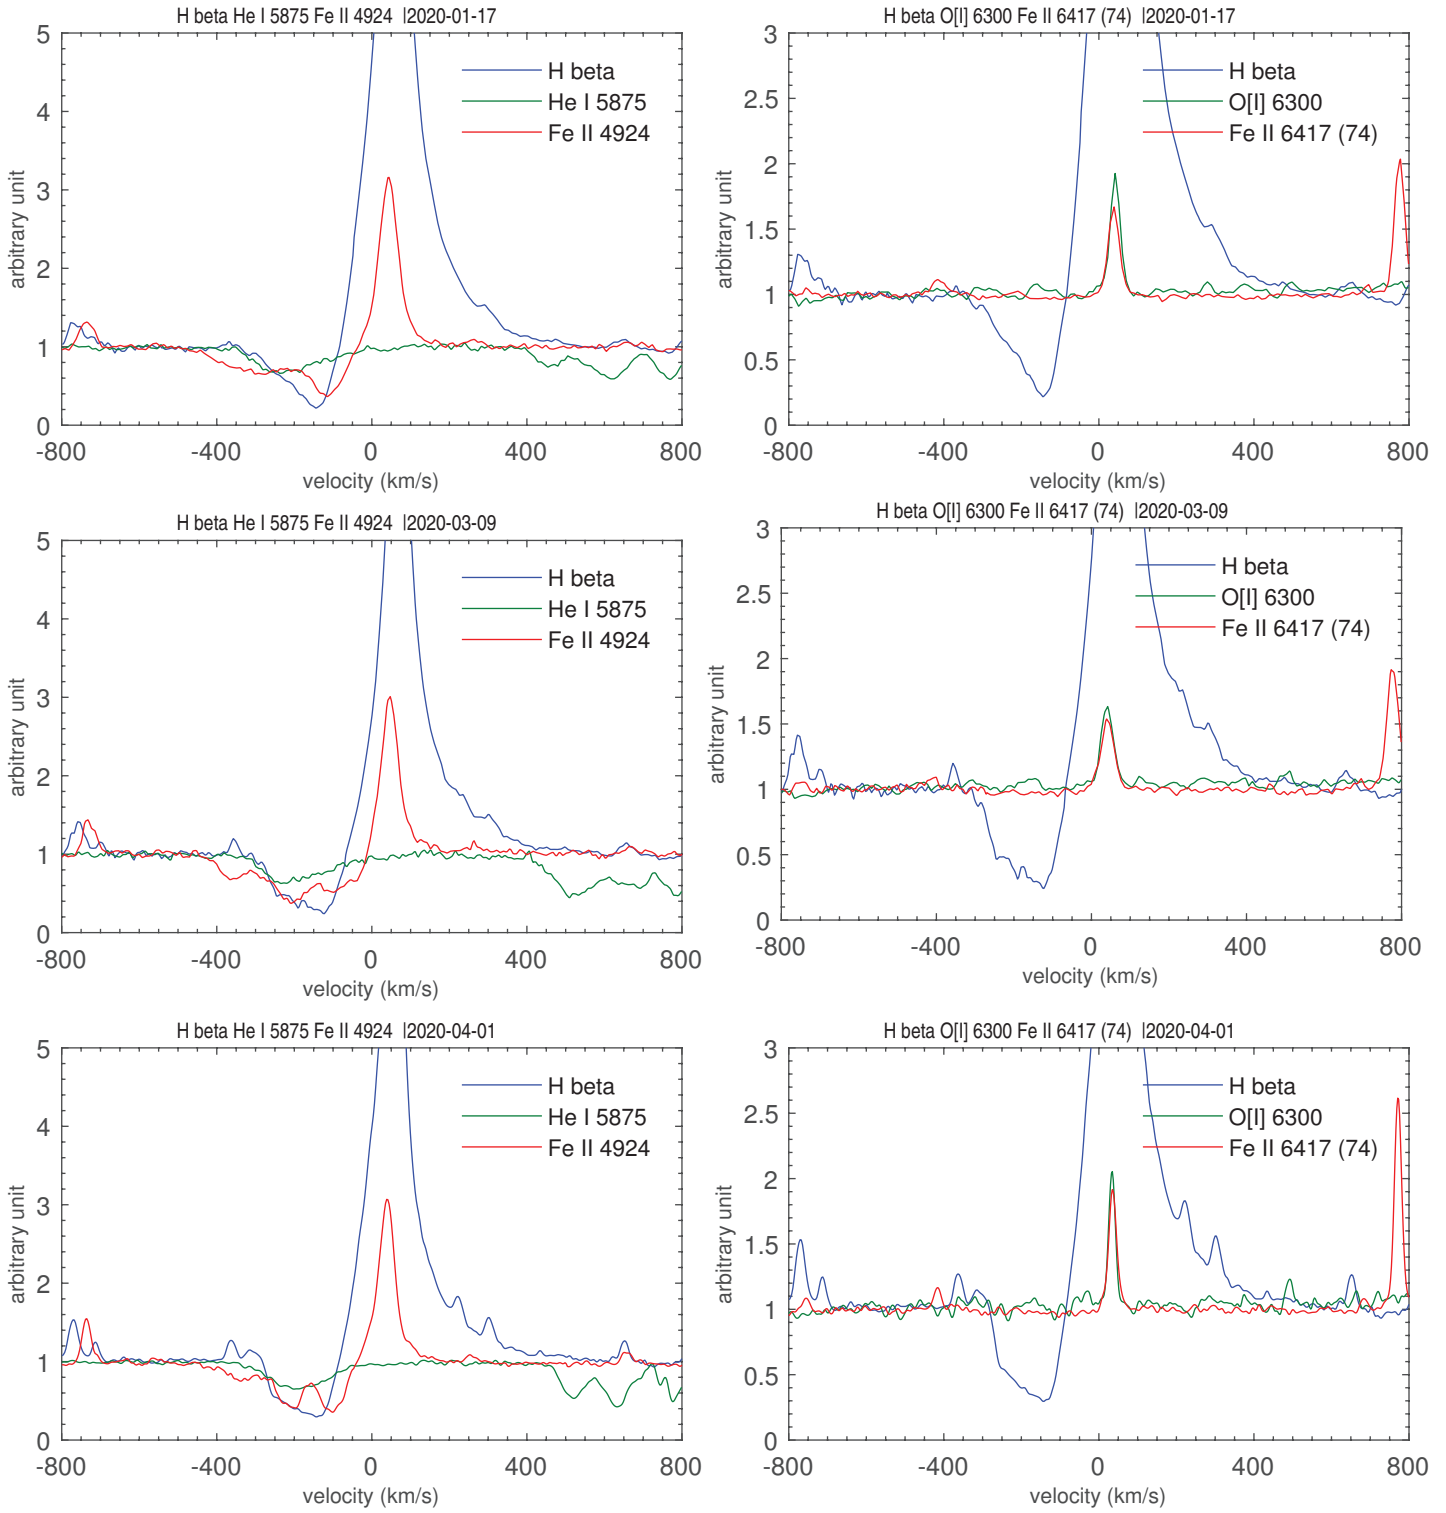 H beta He I 5875 Fe II 4924 |2020-01-17
5
4
3
2
1
0
-800
-400
0
400
800
arbitrary unit
velocity (km/s)
H beta
He I 5875
Fe II 4924
H beta O[I] 6300 Fe II 6417 (74) |2020-01-17
3
2.5
2
1.5
1
0.5
0
-800
-400
0
400
800
arbitrary unit
velocity (km/s)
H beta
O[I] 6300
Fe II 6417 (74)
H beta He I 5875 Fe II 4924 |2020-03-09
5
4
3
2
1
0
-800
-400
0
400
800
arbitrary unit
velocity (km/s)
H beta
He I 5875
Fe II 4924
H beta O[I] 6300 Fe II 6417 (74) |2020-03-09
3
2.5
2
1.5
1
0.5
0
-800
-400
0
400
800
arbitrary unit
velocity (km/s)
H beta
O[I] 6300
Fe II 6417 (74)
H beta He I 5875 Fe II 4924 |2020-04-01
5
4
3
2
1
0
-800
-400
0
400
800
arbitrary unit
velocity (km/s)
H beta
He I 5875
Fe II 4924
H beta O[I] 6300 Fe II 6417 (74) |2020-04-01
3
2.5
2
1.5
1
0.5
0
-800
-400
0
400
800
arbitrary unit
velocity (km/s)
H beta
O[I] 6300
Fe II 6417 (74)